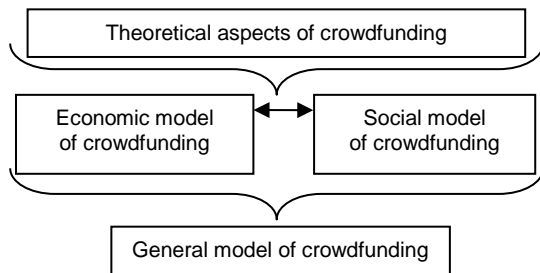 Theoretical aspects of crowdfunding
Economic model
of crowdfunding
Social model
of crowdfunding
General model of crowdfunding